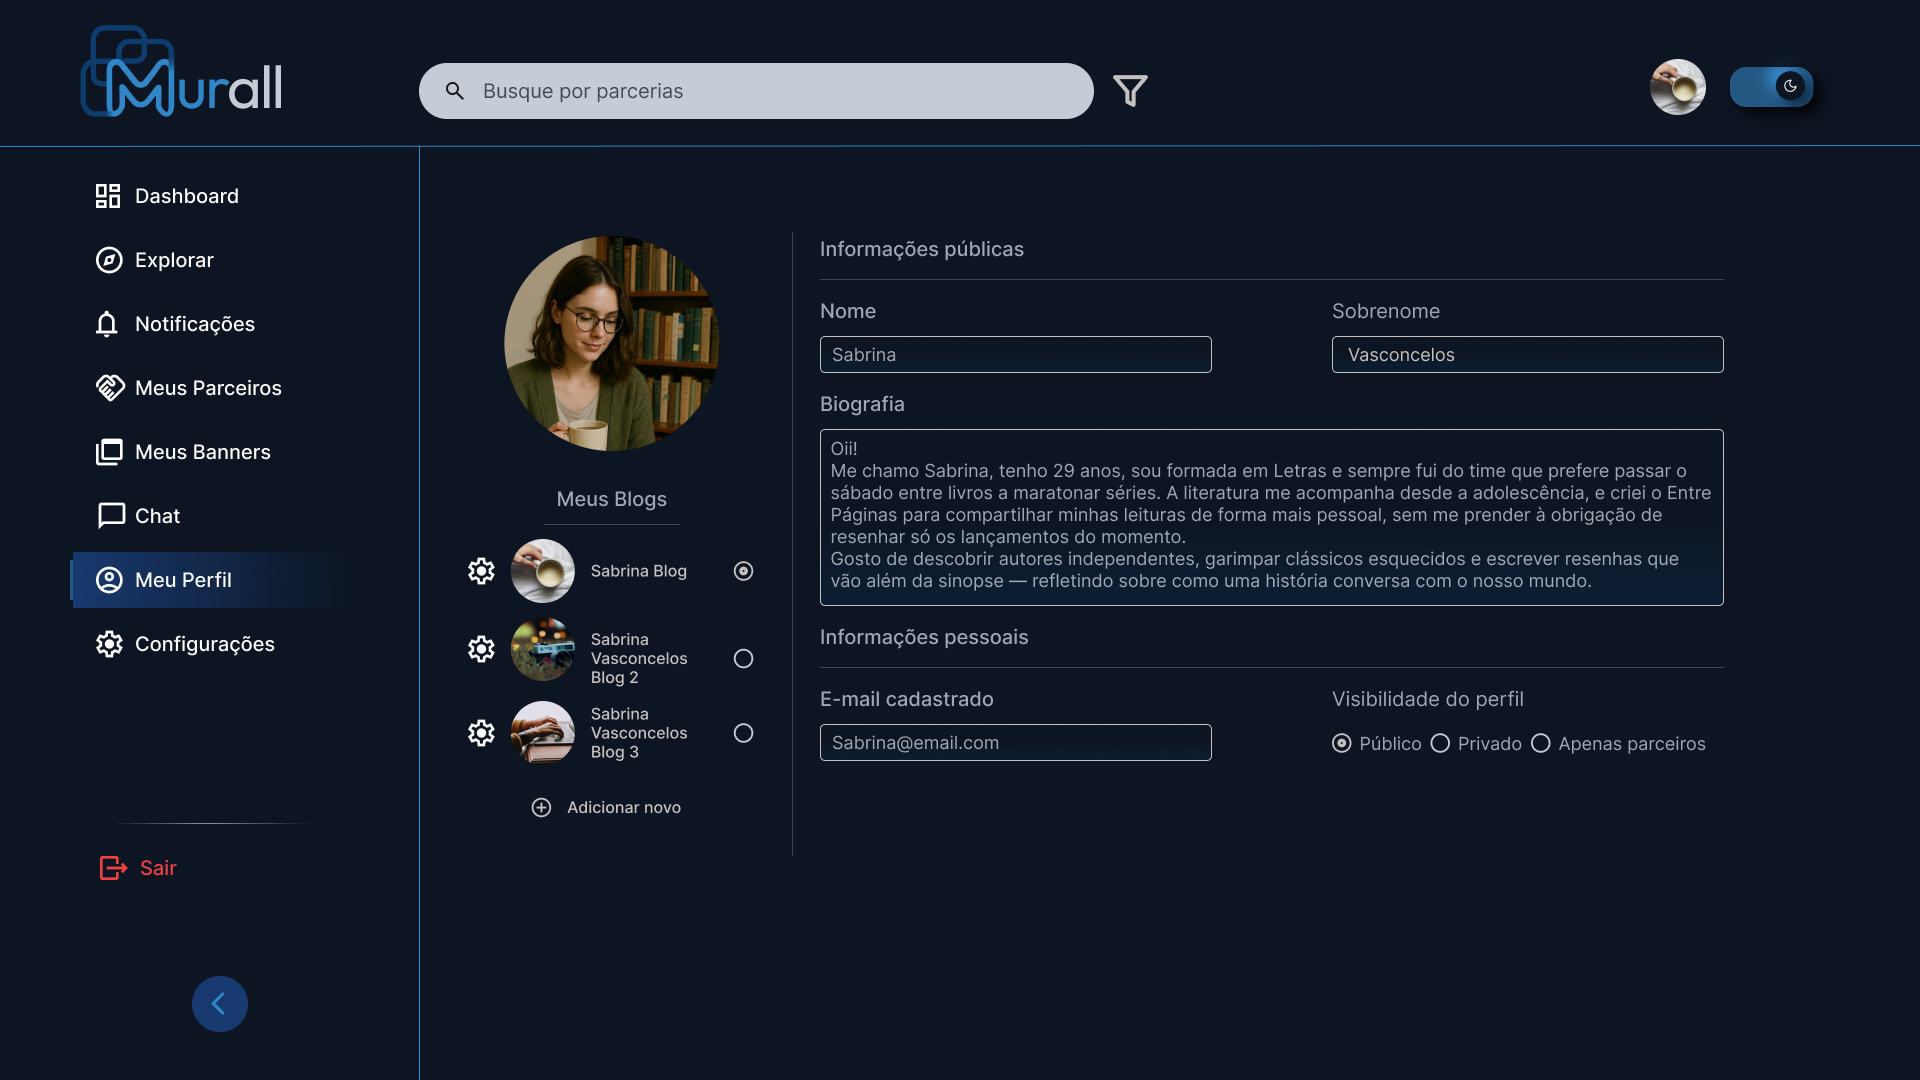 Murall
Busque por parcerias
Dashboard
Explorar
Notificações
Meus Parceiros
Meus Banners
Chat
Meu Perfil
Configurações
Sair
Meus Blogs
Sabrina Blog
Sabrina
Vasconcelos
Blog 2
Sabrina
Vasconcelos
Blog 3
Adicionar novo
Informações públicas
Nome
Sobrenome
Sabrina
Vasconcelos
Biografia
Oii!
Me chamo Sabrina, tenho 29 anos, sou formada em Letras e sempre fui do time que prefere passar o
sábado entre livros a maratonar séries. A literatura me acompanha desde a adolescência, e criei o Entre
Páginas para compartilhar minhas leituras de forma mais pessoal, sem me prender à obrigação de
resenhar só os lançamentos do momento.
Gosto de descobrir autores independentes, garimpar clássicos esquecidos e escrever resenhas que
vão além da sinopse — refletindo sobre como uma história conversa com o nosso mundo.
Informações pessoais
E-mail cadastrado
Visibilidade do perfil
Sabrina@email.com
Público Privado Apenas parceiros